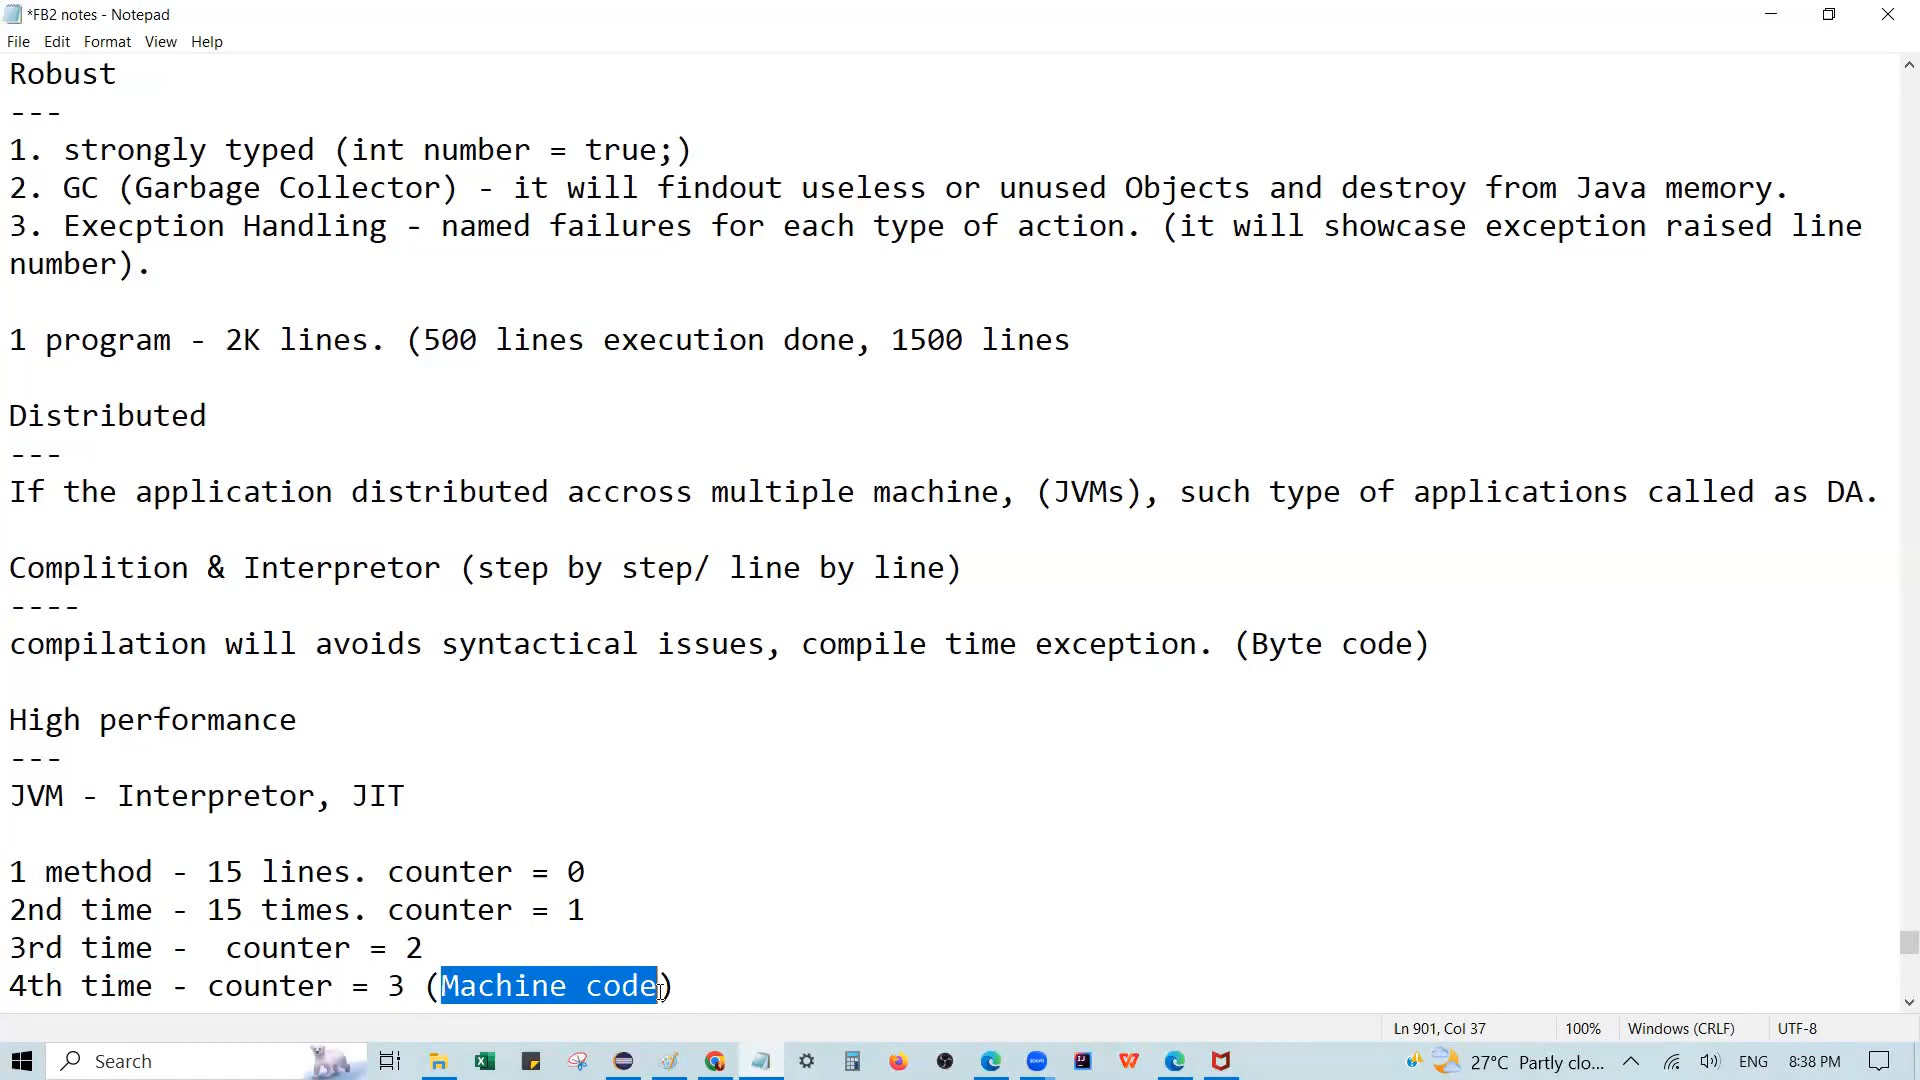 *FB2 notes - Notepad
File Edit Format View Help
Robust
---
1. strongly typed (int number = true;)
2. GC (Garbage Collector) - it will findout useless or unused Objects and destroy from Java memory.
3. Execption Handling - named failures for each type of action. (it will showcase exception raised line
number).
1 program - 2K lines. (500 lines execution done, 1500 lines
Distributed
---
If the application distributed accross multiple machine, (JVMs), such type of applications called as DA.
Complition & Interpretor (step by step/ line by line)
----
compilation will avoids syntactical issues, compile time exception. (Byte code)
High performance
---
JVM - Interpretor, JIT
1 method - 15 lines. counter = 0
2nd time - 15 times. counter = 1
3rd time -  counter = 2
4th time - counter = 3 (Machine code)
Ln 901, Col 37 100% Windows (CRLF) UTF-8
Search 27°C Partly clo... ENG 8:38 PM